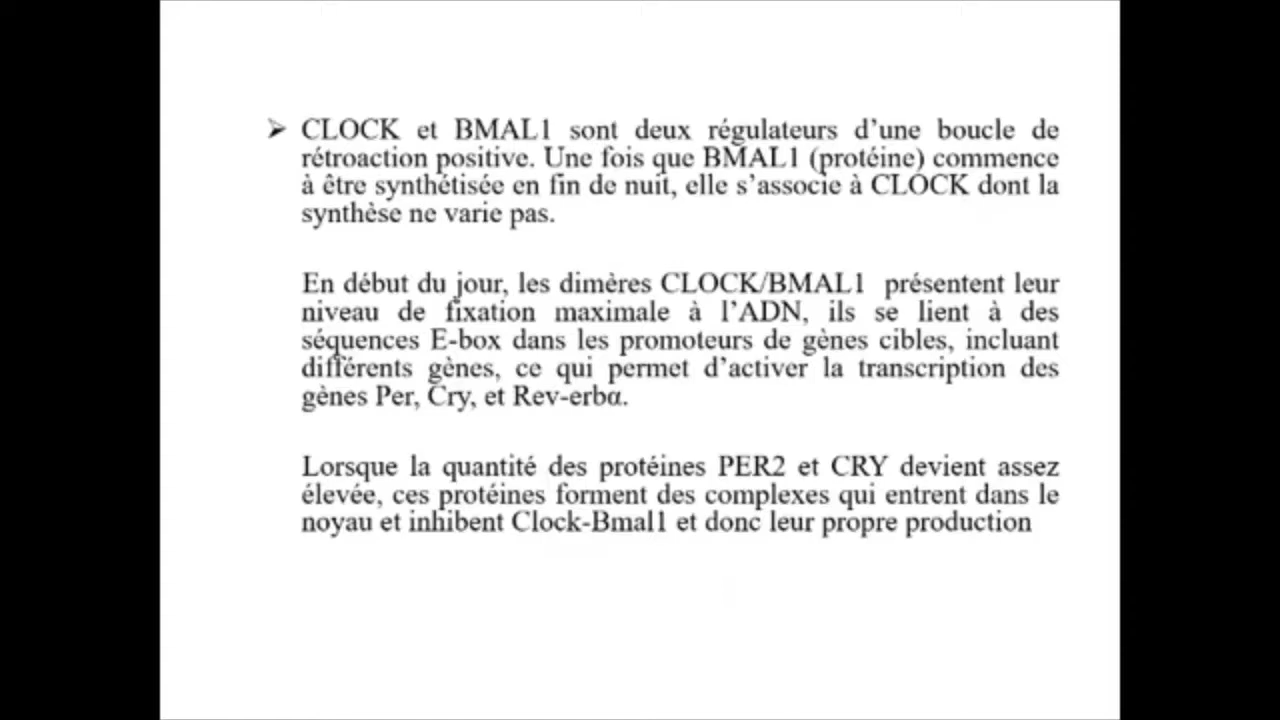 ➢ CLOCK et BMAL1 sont deux régulateurs d’une boucle de
rétroaction positive. Une fois que BMAL1 (protéine) commence
à être synthétisée en fin de nuit, elle s’associe à CLOCK dont la
synthèse ne varie pas.
En début du jour, les dimères CLOCK/BMAL1 présentent leur
niveau de fixation maximale à l’ADN, ils se lient à des
séquences E-box dans les promoteurs de gènes cibles, incluant
différents gènes, ce qui permet d’activer la transcription des
gènes Per, Cry, et Rev-erbα.
Lorsque la quantité des protéines PER2 et CRY devient assez
élevée, ces protéines forment des complexes qui entrent dans le
noyau et inhibent Clock-Bmal1 et donc leur propre production